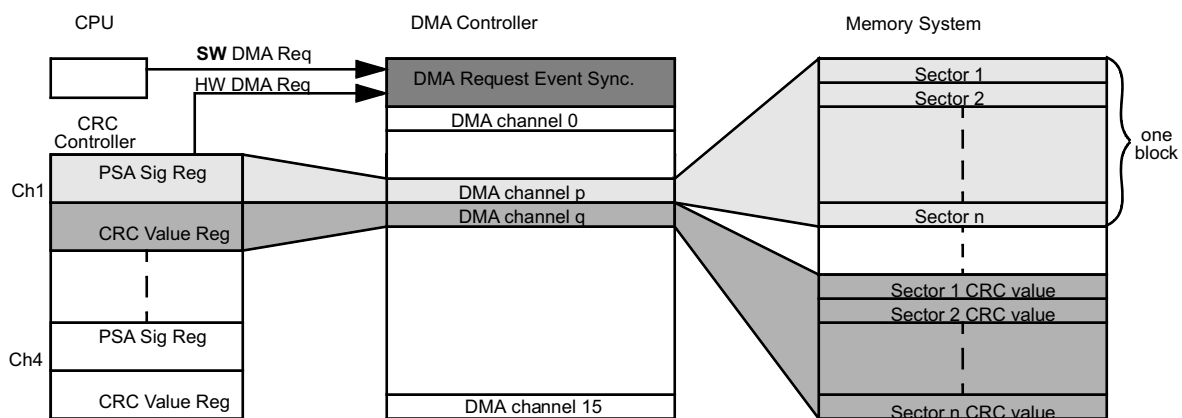 CPU
DMA Controller
Memory System
SW DMA Req
HW DMA Req
DMA Request Event Sync.
Sector 1
Sector 2
DMA channel 0
CRC
Controller
one
block
PSA Sig Reg
Ch1
DMA channel p
DMA channel q
Sector n
CRC Value Reg
Sector 1 CRC value
Sector 2 CRC value
PSA Sig Reg
Ch4
CRC Value Reg
DMA channel 15
Sector n CRC value